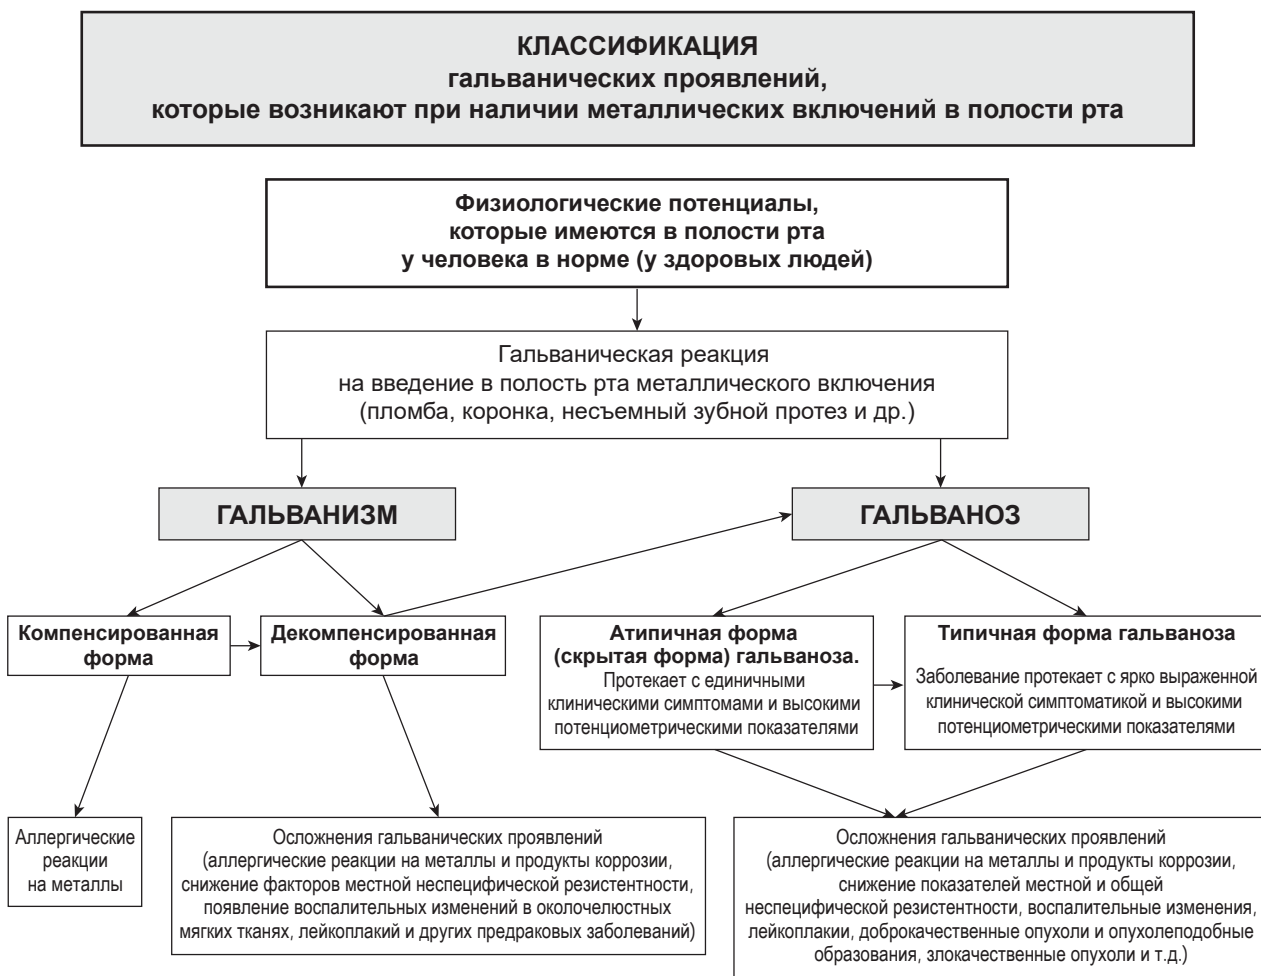 КЛАССИФИКАЦИЯ
гальванических проявлений,
которые возникают при наличии металлических включений в полости рта
Физиологические потенциалы,
которые имеются в полости рта
у человека в норме (у здоровых людей)
Гальваническая реакция
на введение в полость рта металлического включения
(пломба, коронка, несъемный зубной протез и др.)
ГАЛЬВАНИЗМ
ГАЛЬВАНОЗ
Компенсированная
форма
Декомпенсированная
форма
Атипичная форма
(скрытая форма) гальваноза.
Протекает с единичными
клиническими симптомами и высокими
потенциометрическими показателями
Типичная форма гальваноза
Заболевание протекает с ярко выраженной
клинической симптоматикой и высокими
потенциометрическими показателями
Аллергические
реакции
на металлы
Осложнения гальванических проявлений
(аллергические реакции на металлы и продукты коррозии,
снижение факторов местной неспецифической резистентности,
появление воспалительных изменений в околочелюстных
мягких тканях, лейкоплакий и других предраковых заболеваний)
Осложнения гальванических проявлений
(аллергические реакции на металлы и продукты коррозии,
снижение показателей местной и общей
неспецифической резистентности, воспалительные изменения,
лейкоплакии, доброкачественные опухоли и опухолеподобные
образования, злокачественные опухоли и т.д.)